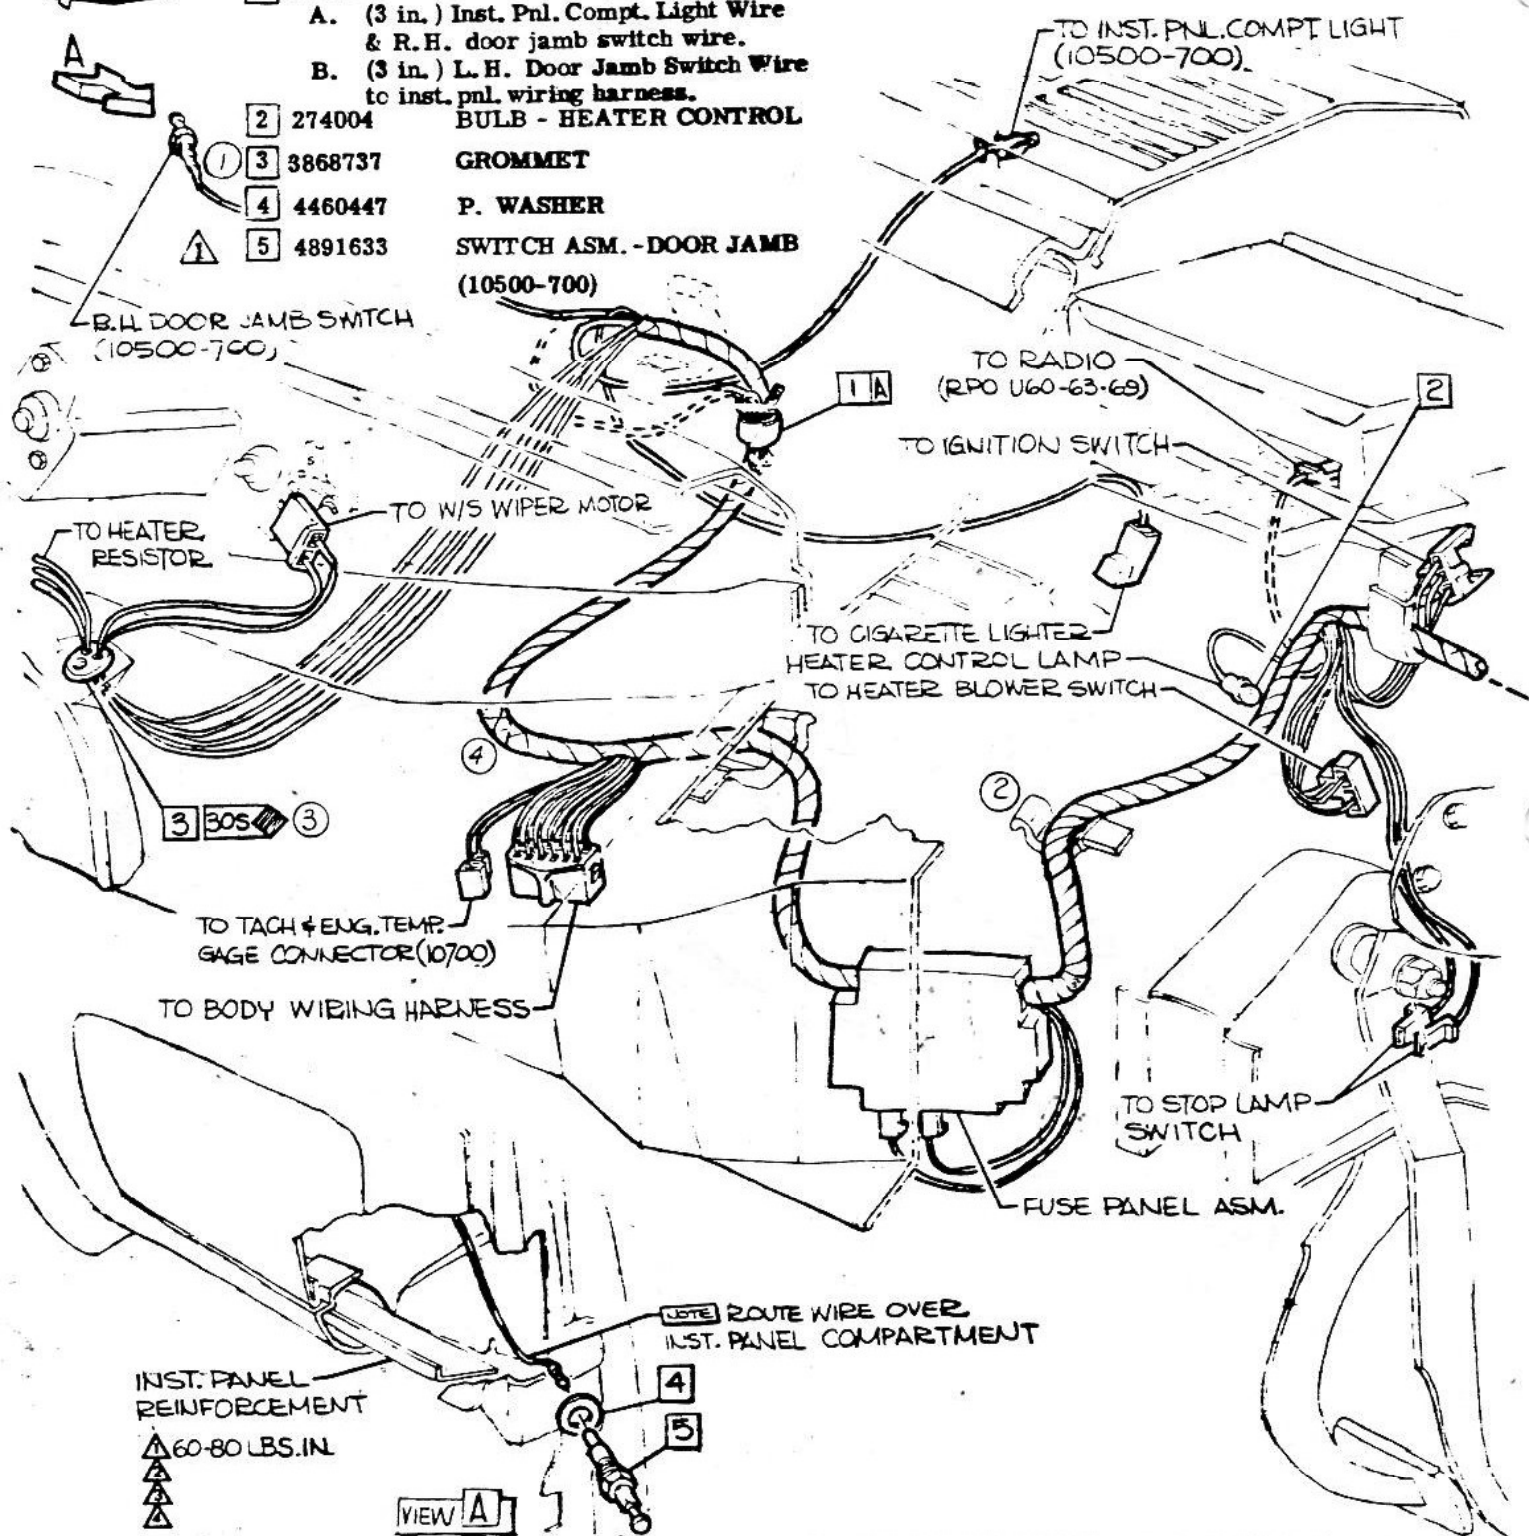 A. (3 in.) Inst. Pnl. Compt. Light Wire
& R.H. door jamb switch wire.
B. (3 in.) L.H. Door Jamb Switch Wire
to inst. pnl. wiring harness.
A
2 274004 BULB - HEATER CONTROL
1 3 3868737 GROMMET
4 4460447 P. WASHER
1 5 4891633 SWITCH ASM. - DOOR JAMB
(10500-700)
TO INST. PNL. COMPT LIGHT
(10500-700)
R.H. DOOR JAMB SWITCH
(10500-700)
1 A
TO RADIO
(RPO U60-63-69)
2
TO IGNITION SWITCH
TO W/S WIPER MOTOR
TO HEATER
RESISTOR
TO CIGARETTE LIGHTER
HEATER CONTROL LAMP
TO HEATER BLOWER SWITCH
4
2
3 30S 3
TO TACH & ENG. TEMP.
GAGE CONNECTOR (10700)
TO BODY WIRING HARNESS
TO STOP LAMP
SWITCH
FUSE PANEL ASM.
NOTE ROUTE WIRE OVER
INST. PANEL COMPARTMENT
INST. PANEL
REINFORCEMENT
4
5
1 60-80 LBS. IN.
2
3
4
VIEW A